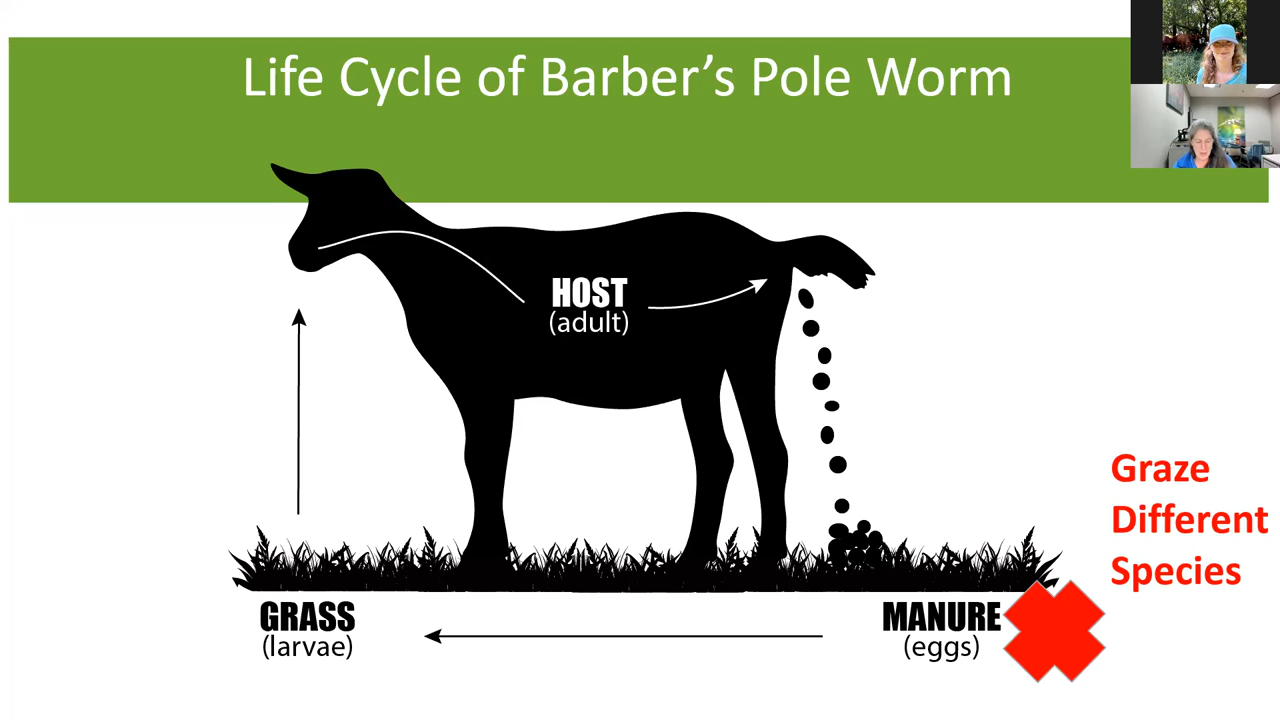 Life Cycle of Barber’s Pole Worm
HOST
(adult)
Graze
Different
Species
GRASS
(larvae)
MANURE
(eggs)